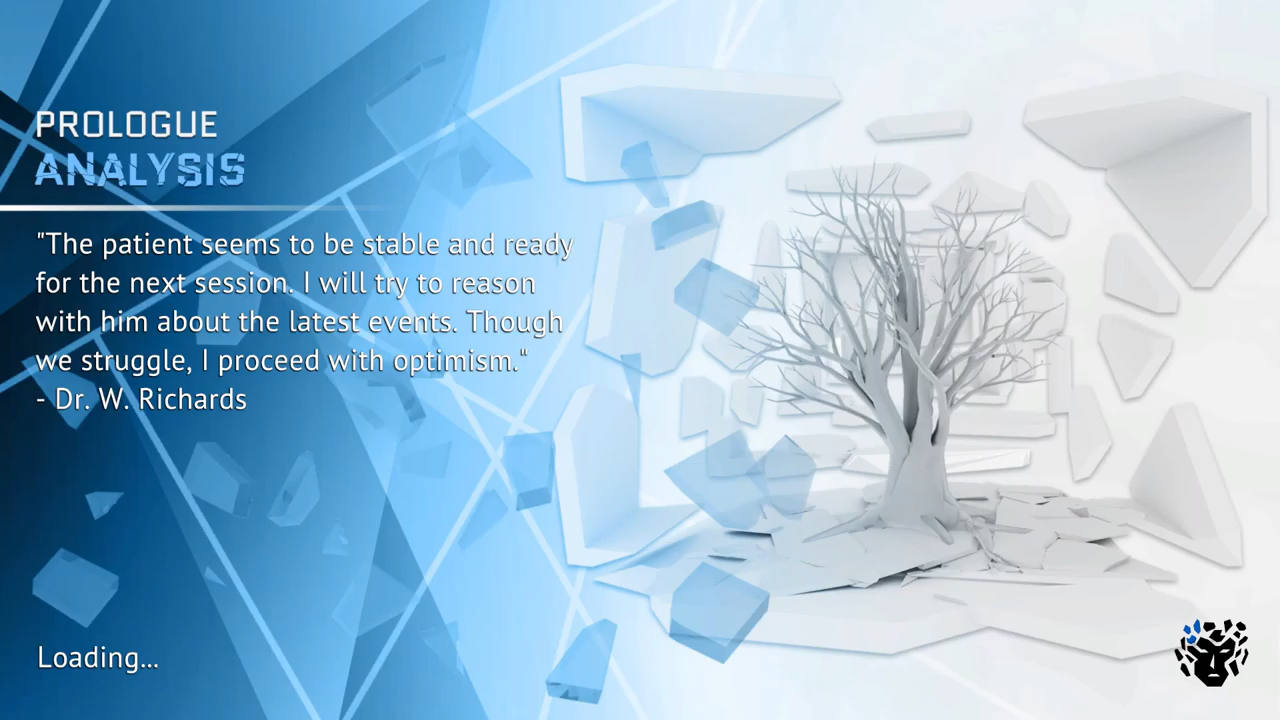 PROLOGUE
ANALYSIS
"The patient seems to be stable and ready
for the next session. I will try to reason
with him about the latest events. Though
we struggle, I proceed with optimism."
- Dr. W. Richards
Loading...